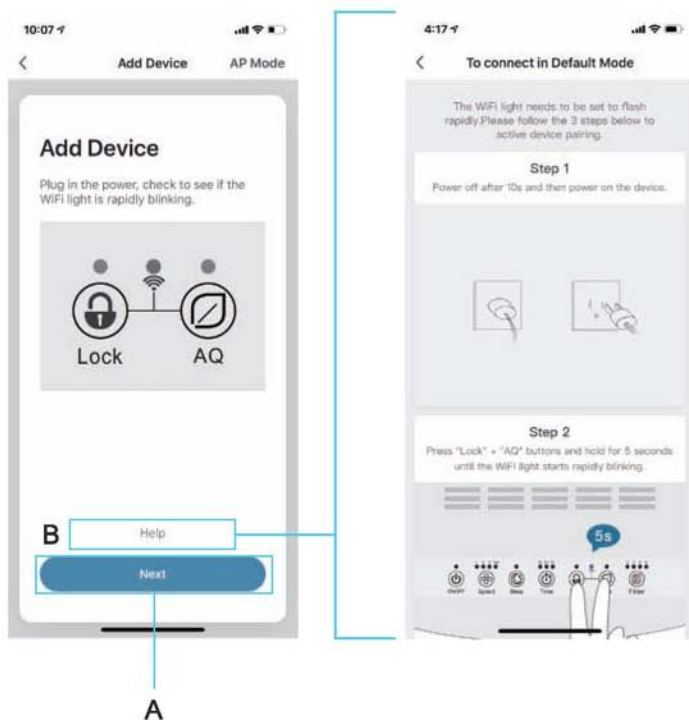 10:07
Add Device
AP Mode
Add Device
Plug in the power, check to see if the
WiFi light is rapidly blinking.
Lock
AQ
B
Help
Next
A
4:17
To connect in Default Mode
The WiFi light needs to be set to flash
rapidly.Please follow the 3 steps below to
active device pairing.
Step 1
Power off after 10s and then power on the device.
Step 2
Press "Lock" + "AQ" buttons and hold for 5 seconds
until the WiFi light starts rapidly blinking.
5s
ON/OFF Speed Sleep Time Filter